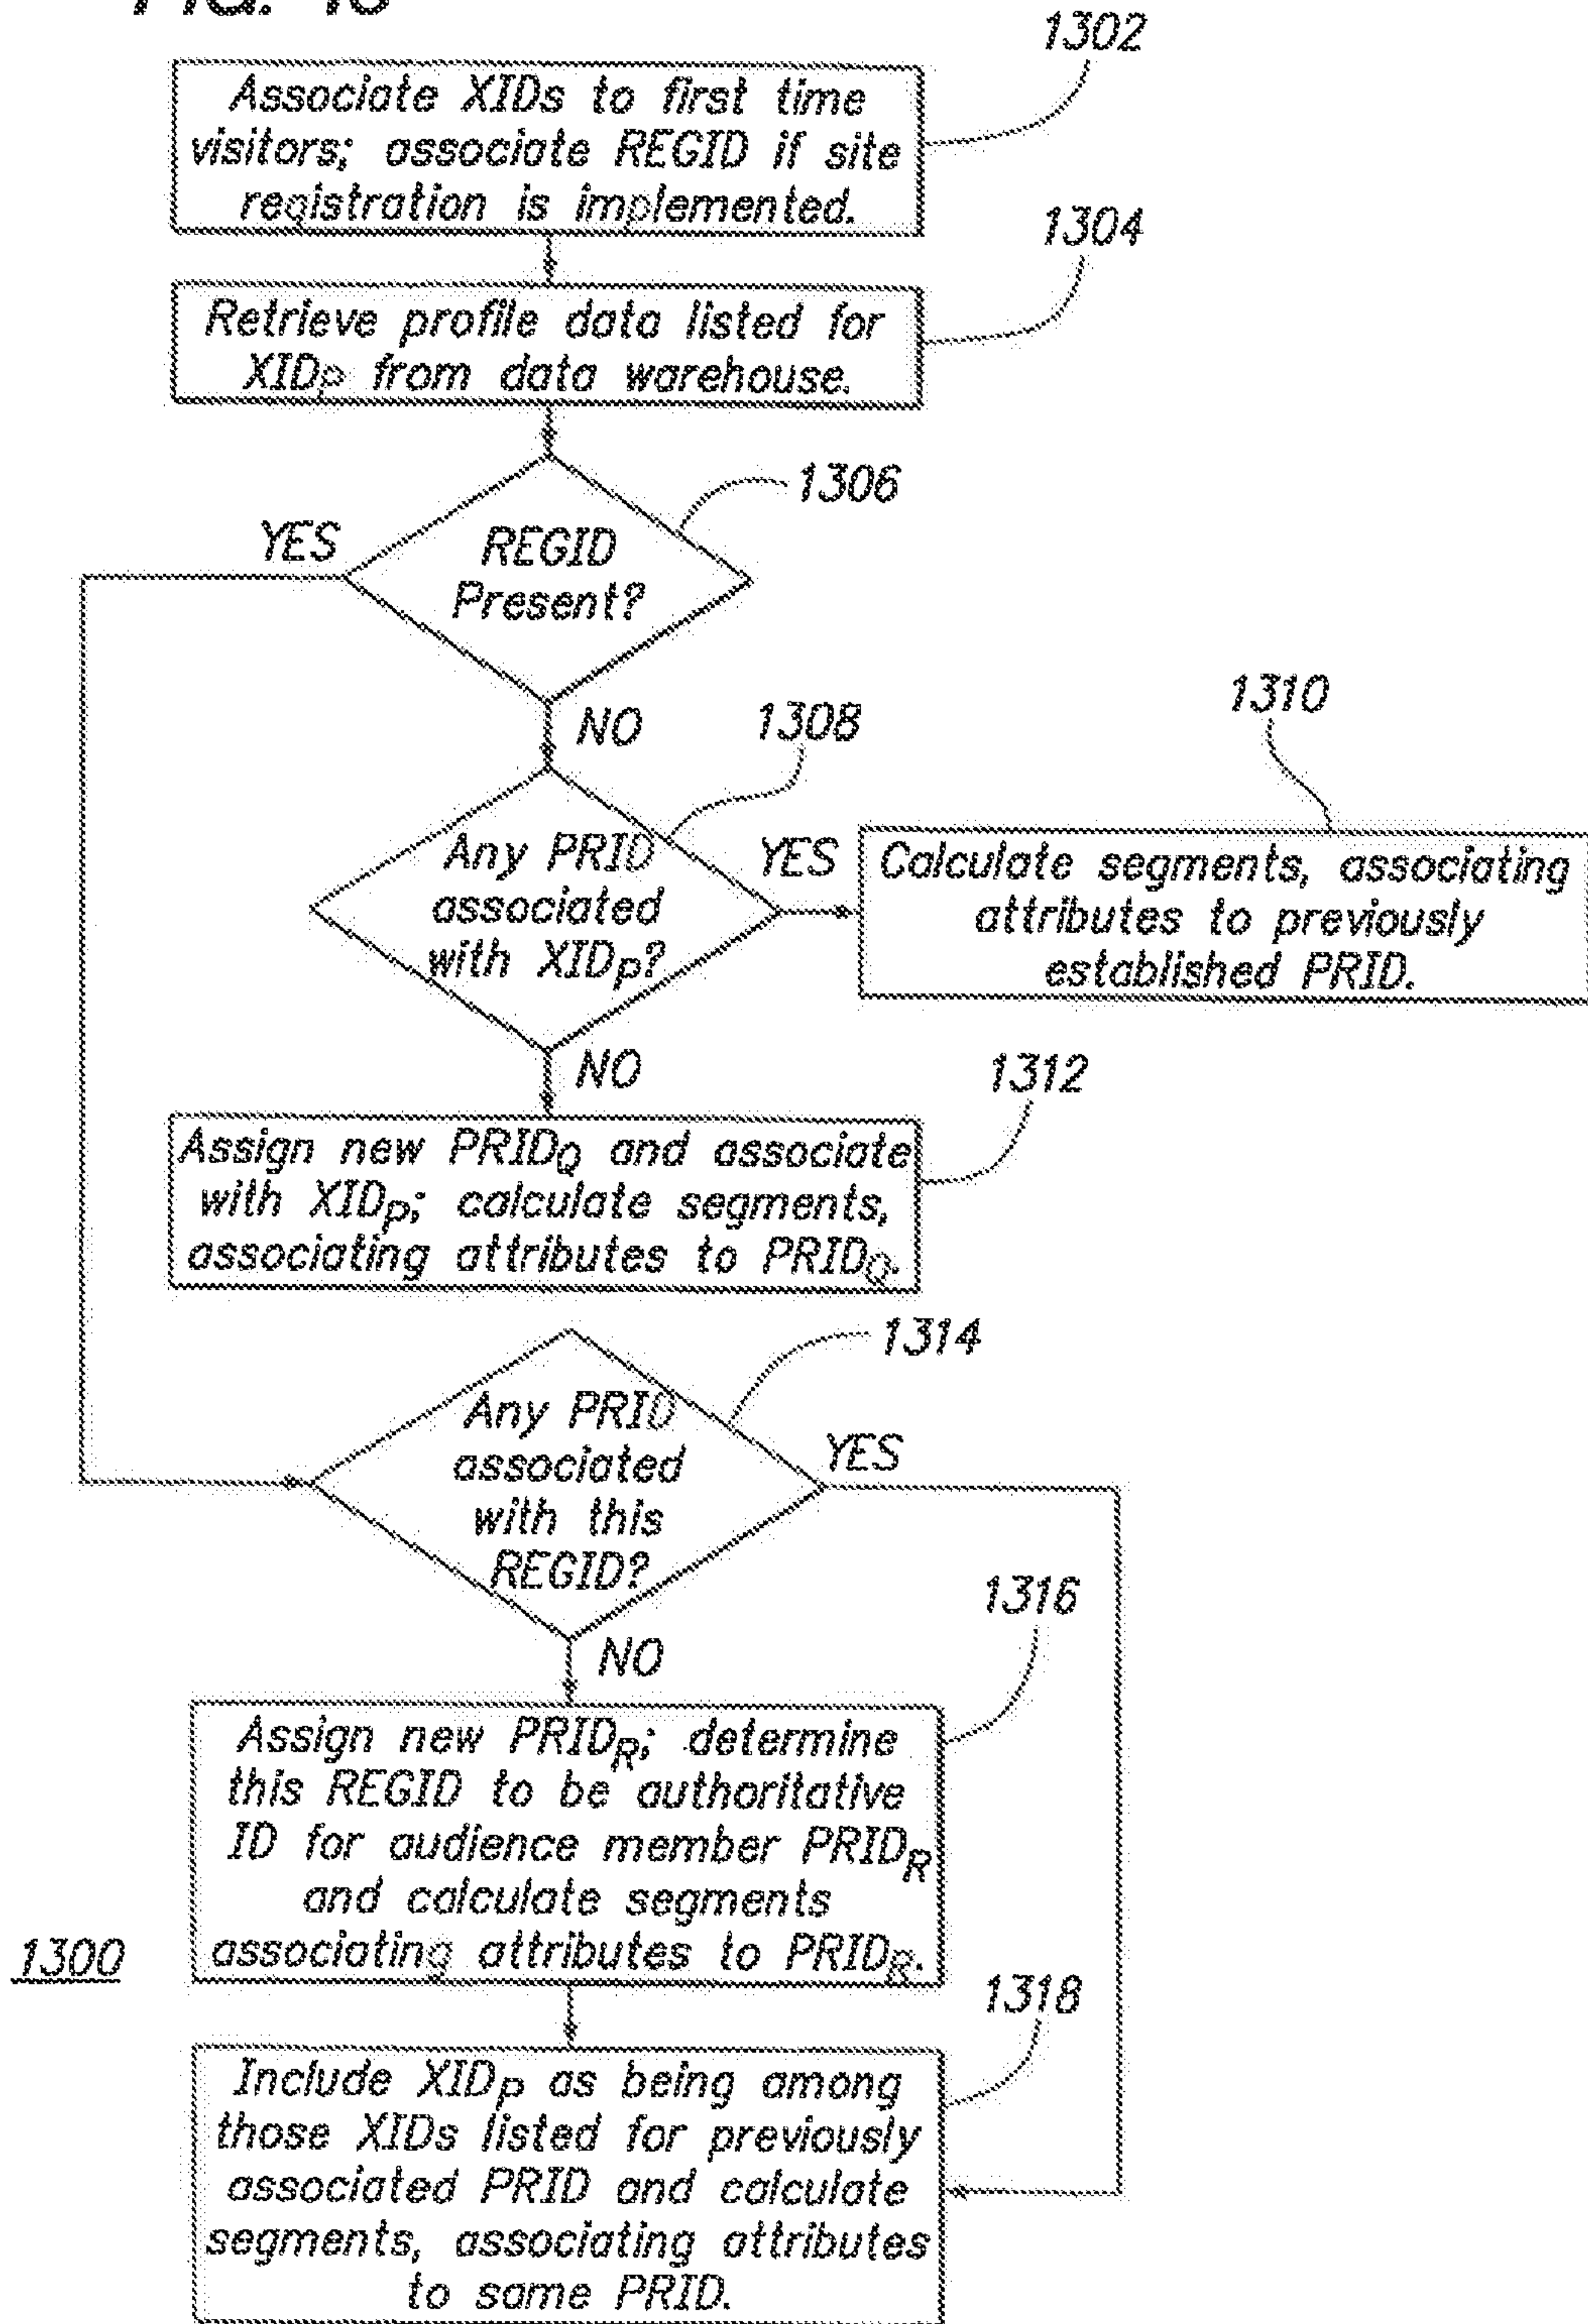 1302
Associate XIDs to first time
visitors; associate REGID if site
registration is implemented.
1304
Retrieve profile data listed for
XIDP from data warehouse.
1306
YES
REGID
Present?
NO
1308
1310
Any PRID
associated
with XIDP?
YES
Calculate segments, associating
attributes to previously
established PRID.
NO
1312
Assign new PRIDQ and associate
with XIDP; calculate segments,
associating attributes to PRIDQ.
1314
Any PRID
associated
with this
REGID?
YES
1316
NO
Assign new PRIDR; determine
this REGID to be authoritative
ID for audience member PRIDR
and calculate segments
associating attributes to PRIDR.
1300
1318
Include XIDP as being among
those XIDs listed for previously
associated PRID and calculate
segments, associating attributes
to same PRID.